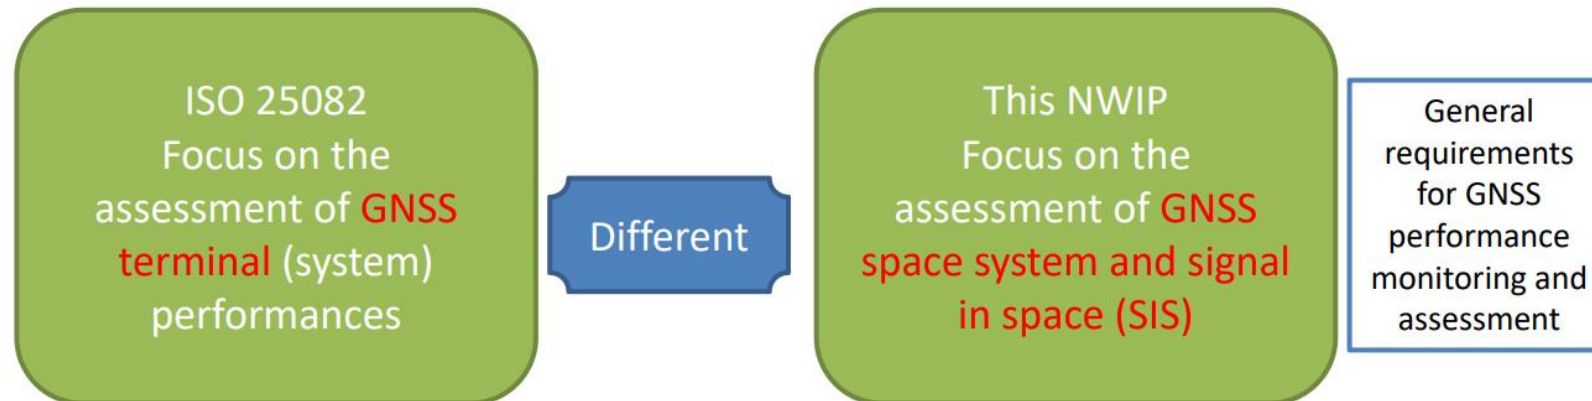 ISO 25082
Focus on the
assessment of GNSS
terminal (system)
performances
Different
This NWIP
Focus on the
assessment of GNSS
space system and signal
in space (SIS)
General
requirements
for GNSS
performance
monitoring and
assessment